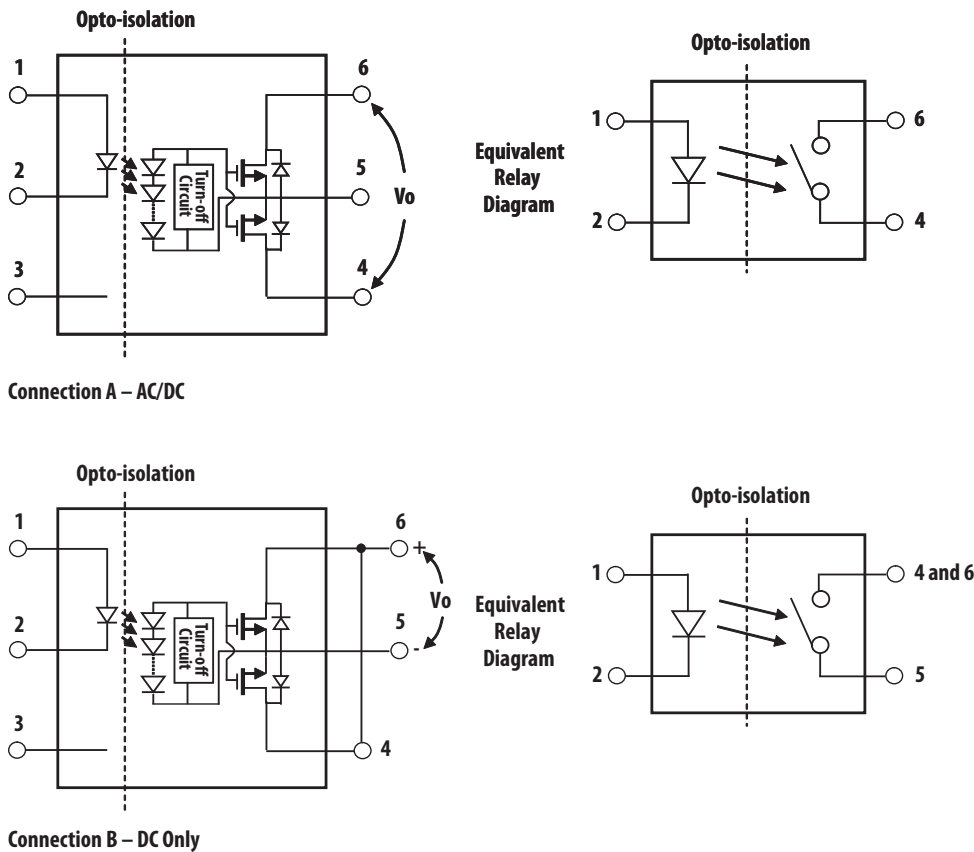 Opto-isolation
1
2
3
Turn-off
Circuit
6
5
4
Vo
Equivalent
Relay
Diagram
Opto-isolation
1
2
6
4
Connection A – AC/DC
Opto-isolation
1
2
3
Turn-off
Circuit
6
+
Vo
5
-
4
Equivalent
Relay
Diagram
Opto-isolation
1
2
4 and 6
5
Connection B – DC Only